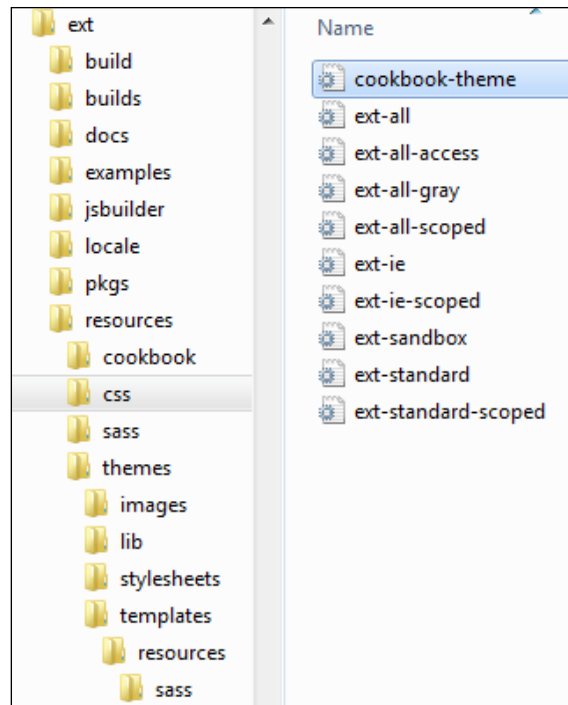 ext
build
builds
docs
examples
jsbuilder
locale
pkgs
resources
cookbook
css
sass
themes
images
lib
stylesheets
templates
resources
sass
Name
cookbook-theme
ext-all
ext-all-access
ext-all-gray
ext-all-scoped
ext-ie
ext-ie-scoped
ext-sandbox
ext-standard
ext-standard-scoped